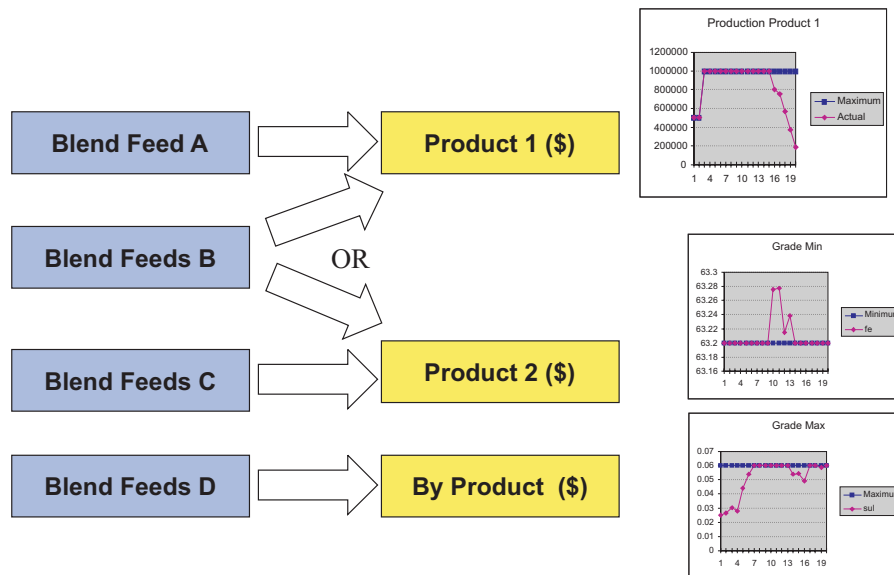 Blend Feed A
Product 1 ($)
Blend Feeds B
OR
Blend Feeds C
Product 2 ($)
Blend Feeds D
By Product ($)
Production Product 1
1200000
1000000
800000
600000
400000
200000
0
1 4 7 10 13 16 19
Maximum
Actual
Grade Min
63.3
63.28
63.26
63.24
63.22
63.2
63.18
63.16
1 4 7 10 13 16 19
Minimum
fe
Grade Max
0.07
0.06
0.05
0.04
0.03
0.02
0.01
0
1 4 7 10 13 16 19
Maximu
sul